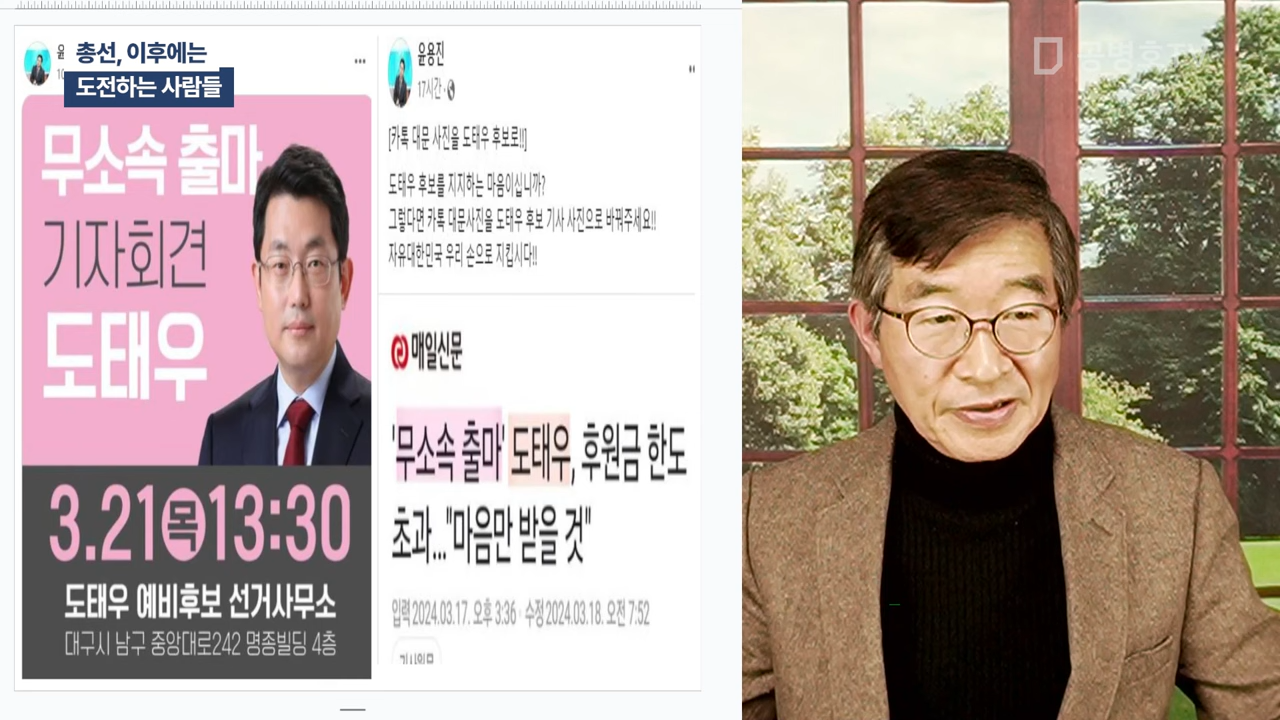 총선, 이후에는
도전하는 사람들
무소속 출마
기자회견
도태우
3.21목13:30
도태우 예비후보 선거사무소
대구시 남구 중앙대로242 명종빌딩 4층
윤용진
17시간
[카톡 대문 사진을 도태우 후보로!!]
도태우 후보를 지지하는 마음이십니까?
그렇다면 카톡 대문사진을 도태우 후보 기사 사진으로 바꿔주세요!!
자유대한민국 우리 손으로 지킵시다!!
매일신문
'무소속 출마' 도태우, 후원금 한도
초과..."마음만 받을 것"
입력 2024.03.17. 오후 3:36 · 수정 2024.03.18. 오전 7:52